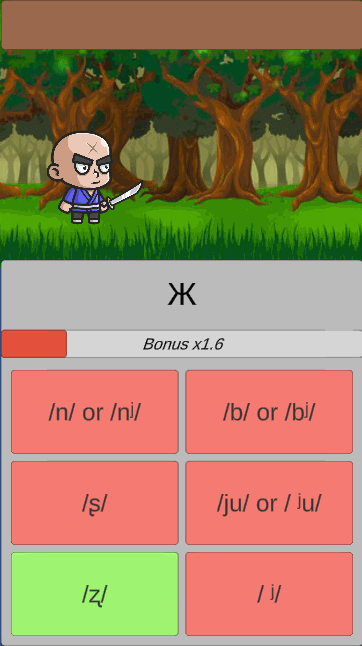 Ж
Bonus x1.6
/n/ or /nʲ/
/b/ or /bʲ/
/ʂ/
/ju/ or / ʲu/
/ʐ/
/ ʲ/